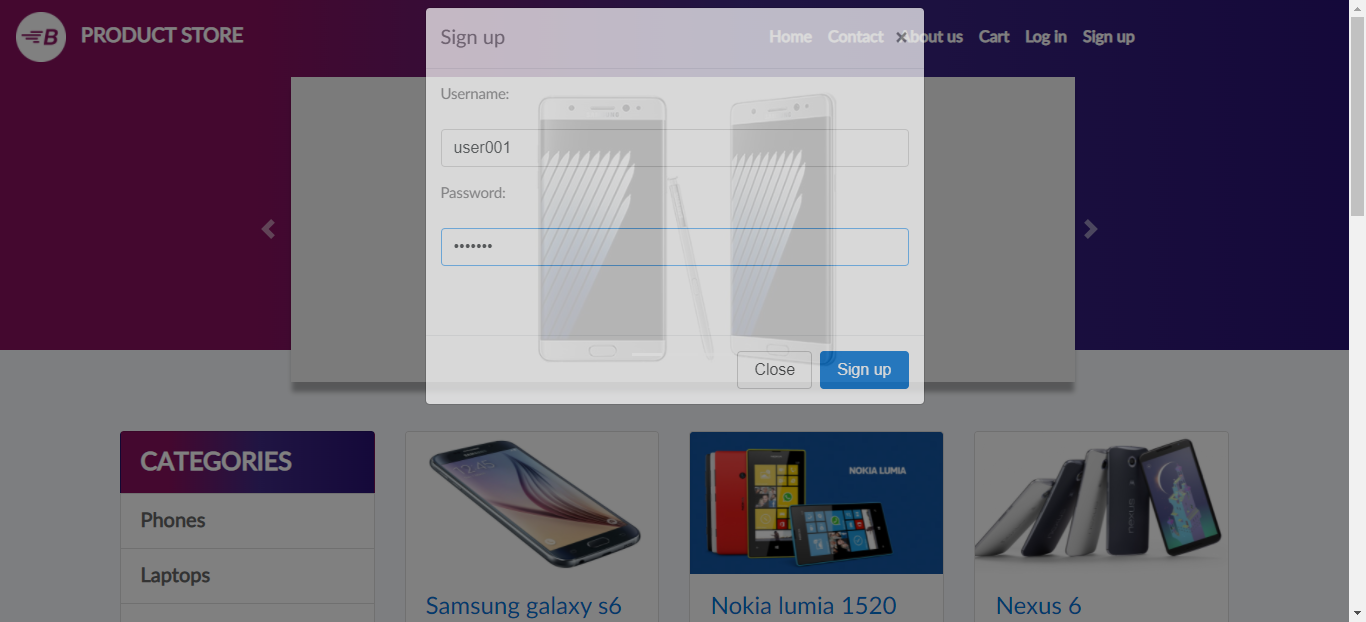 B PRODUCT STORE
Home Contact About us Cart Log in Sign up
Sign up ×
Username:
user001
Password:
•••••••
Close Sign up
CATEGORIES
Phones
Laptops
NOKIA LUMIA
nexus
Samsung galaxy s6
Nokia lumia 1520
Nexus 6